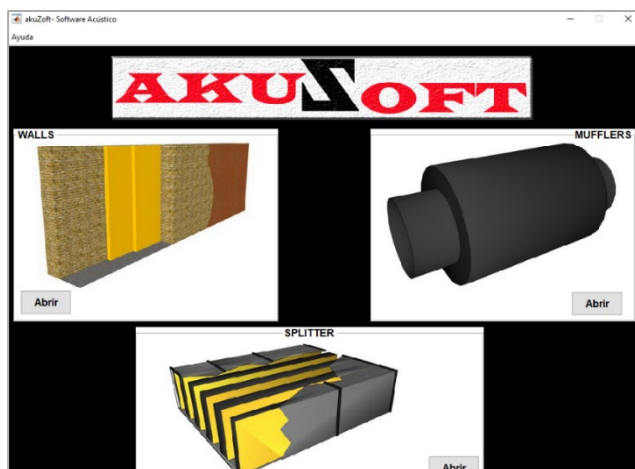 akuZoft- Software Acústico
Ayuda
AKUZOFT
WALLS
MUFFLERS
Abrir
Abrir
SPLITTER
Abrir